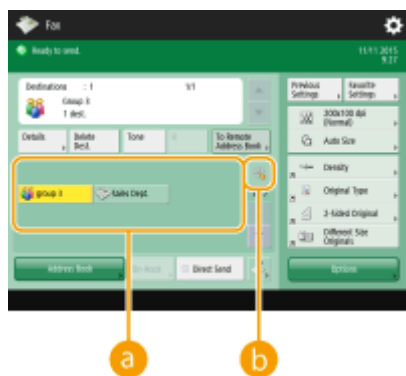 Fax
Ready to send.
11/11 2015
9:27
Destinations : 1
1/1
Group 3
1 dest.
Previous Settings
Favorite Settings
200x100 dpi
(Normal)
Auto Size
Details
Delete Dest.
Tone
To Remote Address Book
Density
group 3
Sales Dept.
Original Type
2-Sided Original
Different Size Originals
Address Book
Direct Send
Options
a
b